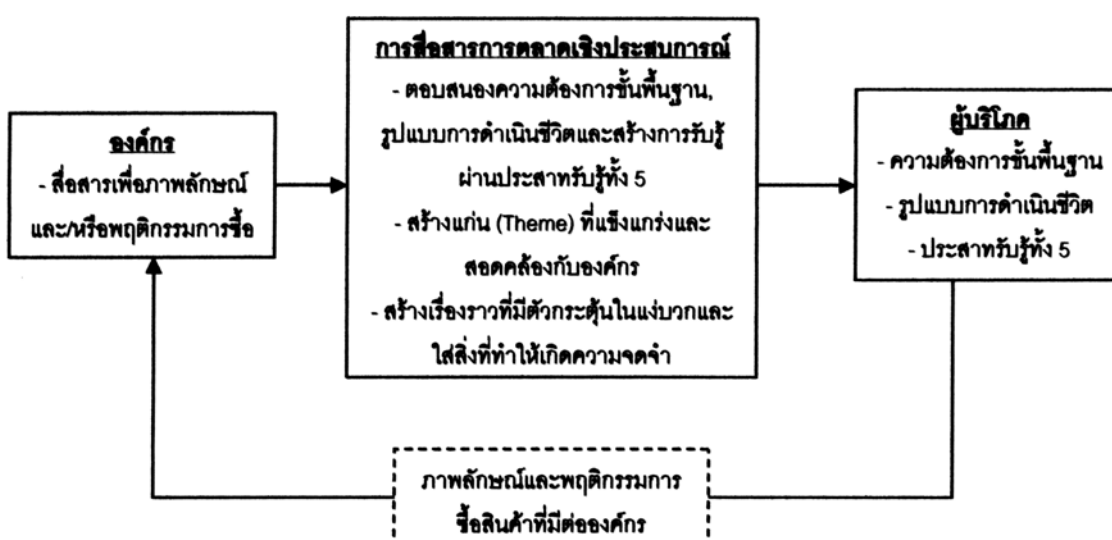 องค์กร
- สื่อสารเพื่อภาพลักษณ์
และ/หรือพฤติกรรมการซื้อ
การสื่อสารการตลาดเชิงประสบการณ์
- ตอบสนองความต้องการขั้นพื้นฐาน,
รูปแบบการดำเนินชีวิตและสร้างการรับรู้
ผ่านประสาทรับรู้ทั้ง 5
- สร้างแก่น (Theme) ที่แข็งแกร่งและ
สอดคล้องกับองค์กร
- สร้างเรื่องราวที่มีตัวกระตุ้นในแง่บวกและ
ใส่สิ่งที่ทำให้เกิดความจดจำ
ผู้บริโภค
- ความต้องการขั้นพื้นฐาน
- รูปแบบการดำเนินชีวิต
- ประสาทรับรู้ทั้ง 5
ภาพลักษณ์และพฤติกรรมการ
ซื้อสินค้าที่มีต่อองค์กร